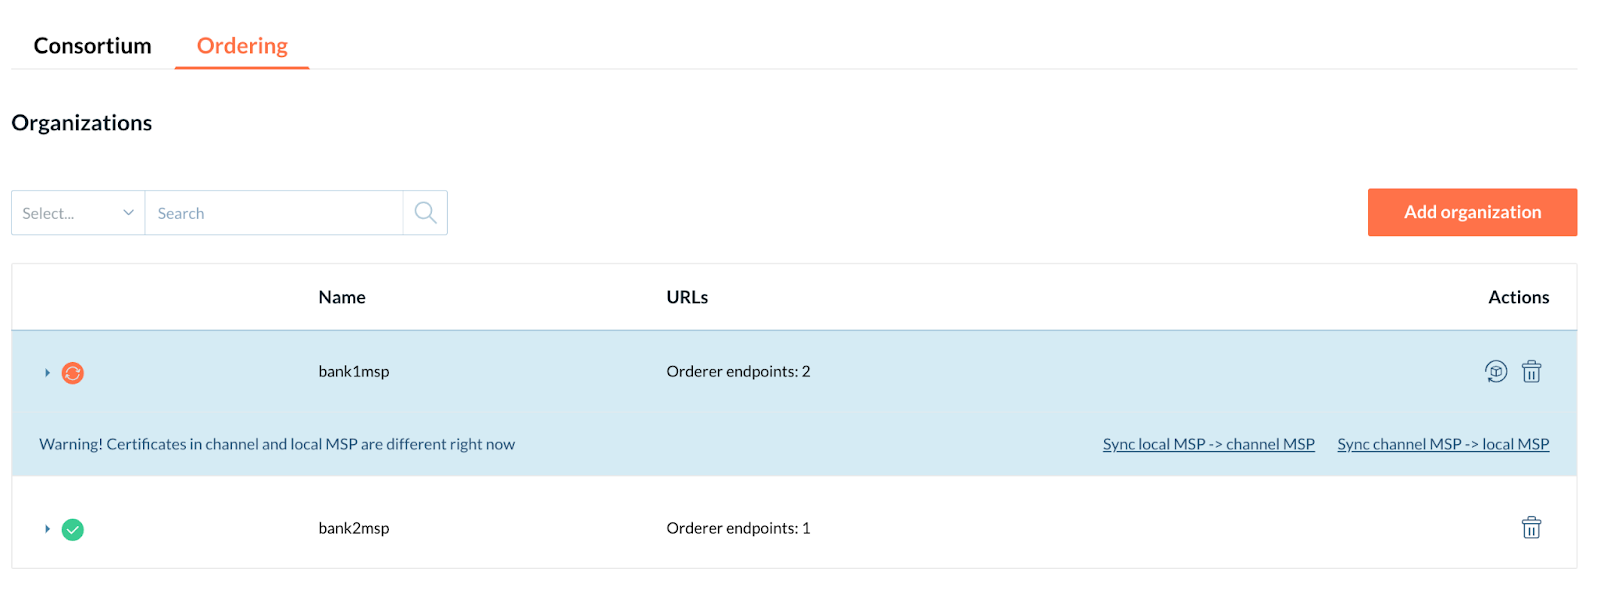 Consortium Ordering
Organizations
Select... Search
Add organization
Name URLs Actions
bank1msp Orderer endpoints: 2
Warning! Certificates in channel and local MSP are different right now Sync local MSP -> channel MSP Sync channel MSP -> local MSP
bank2msp Orderer endpoints: 1